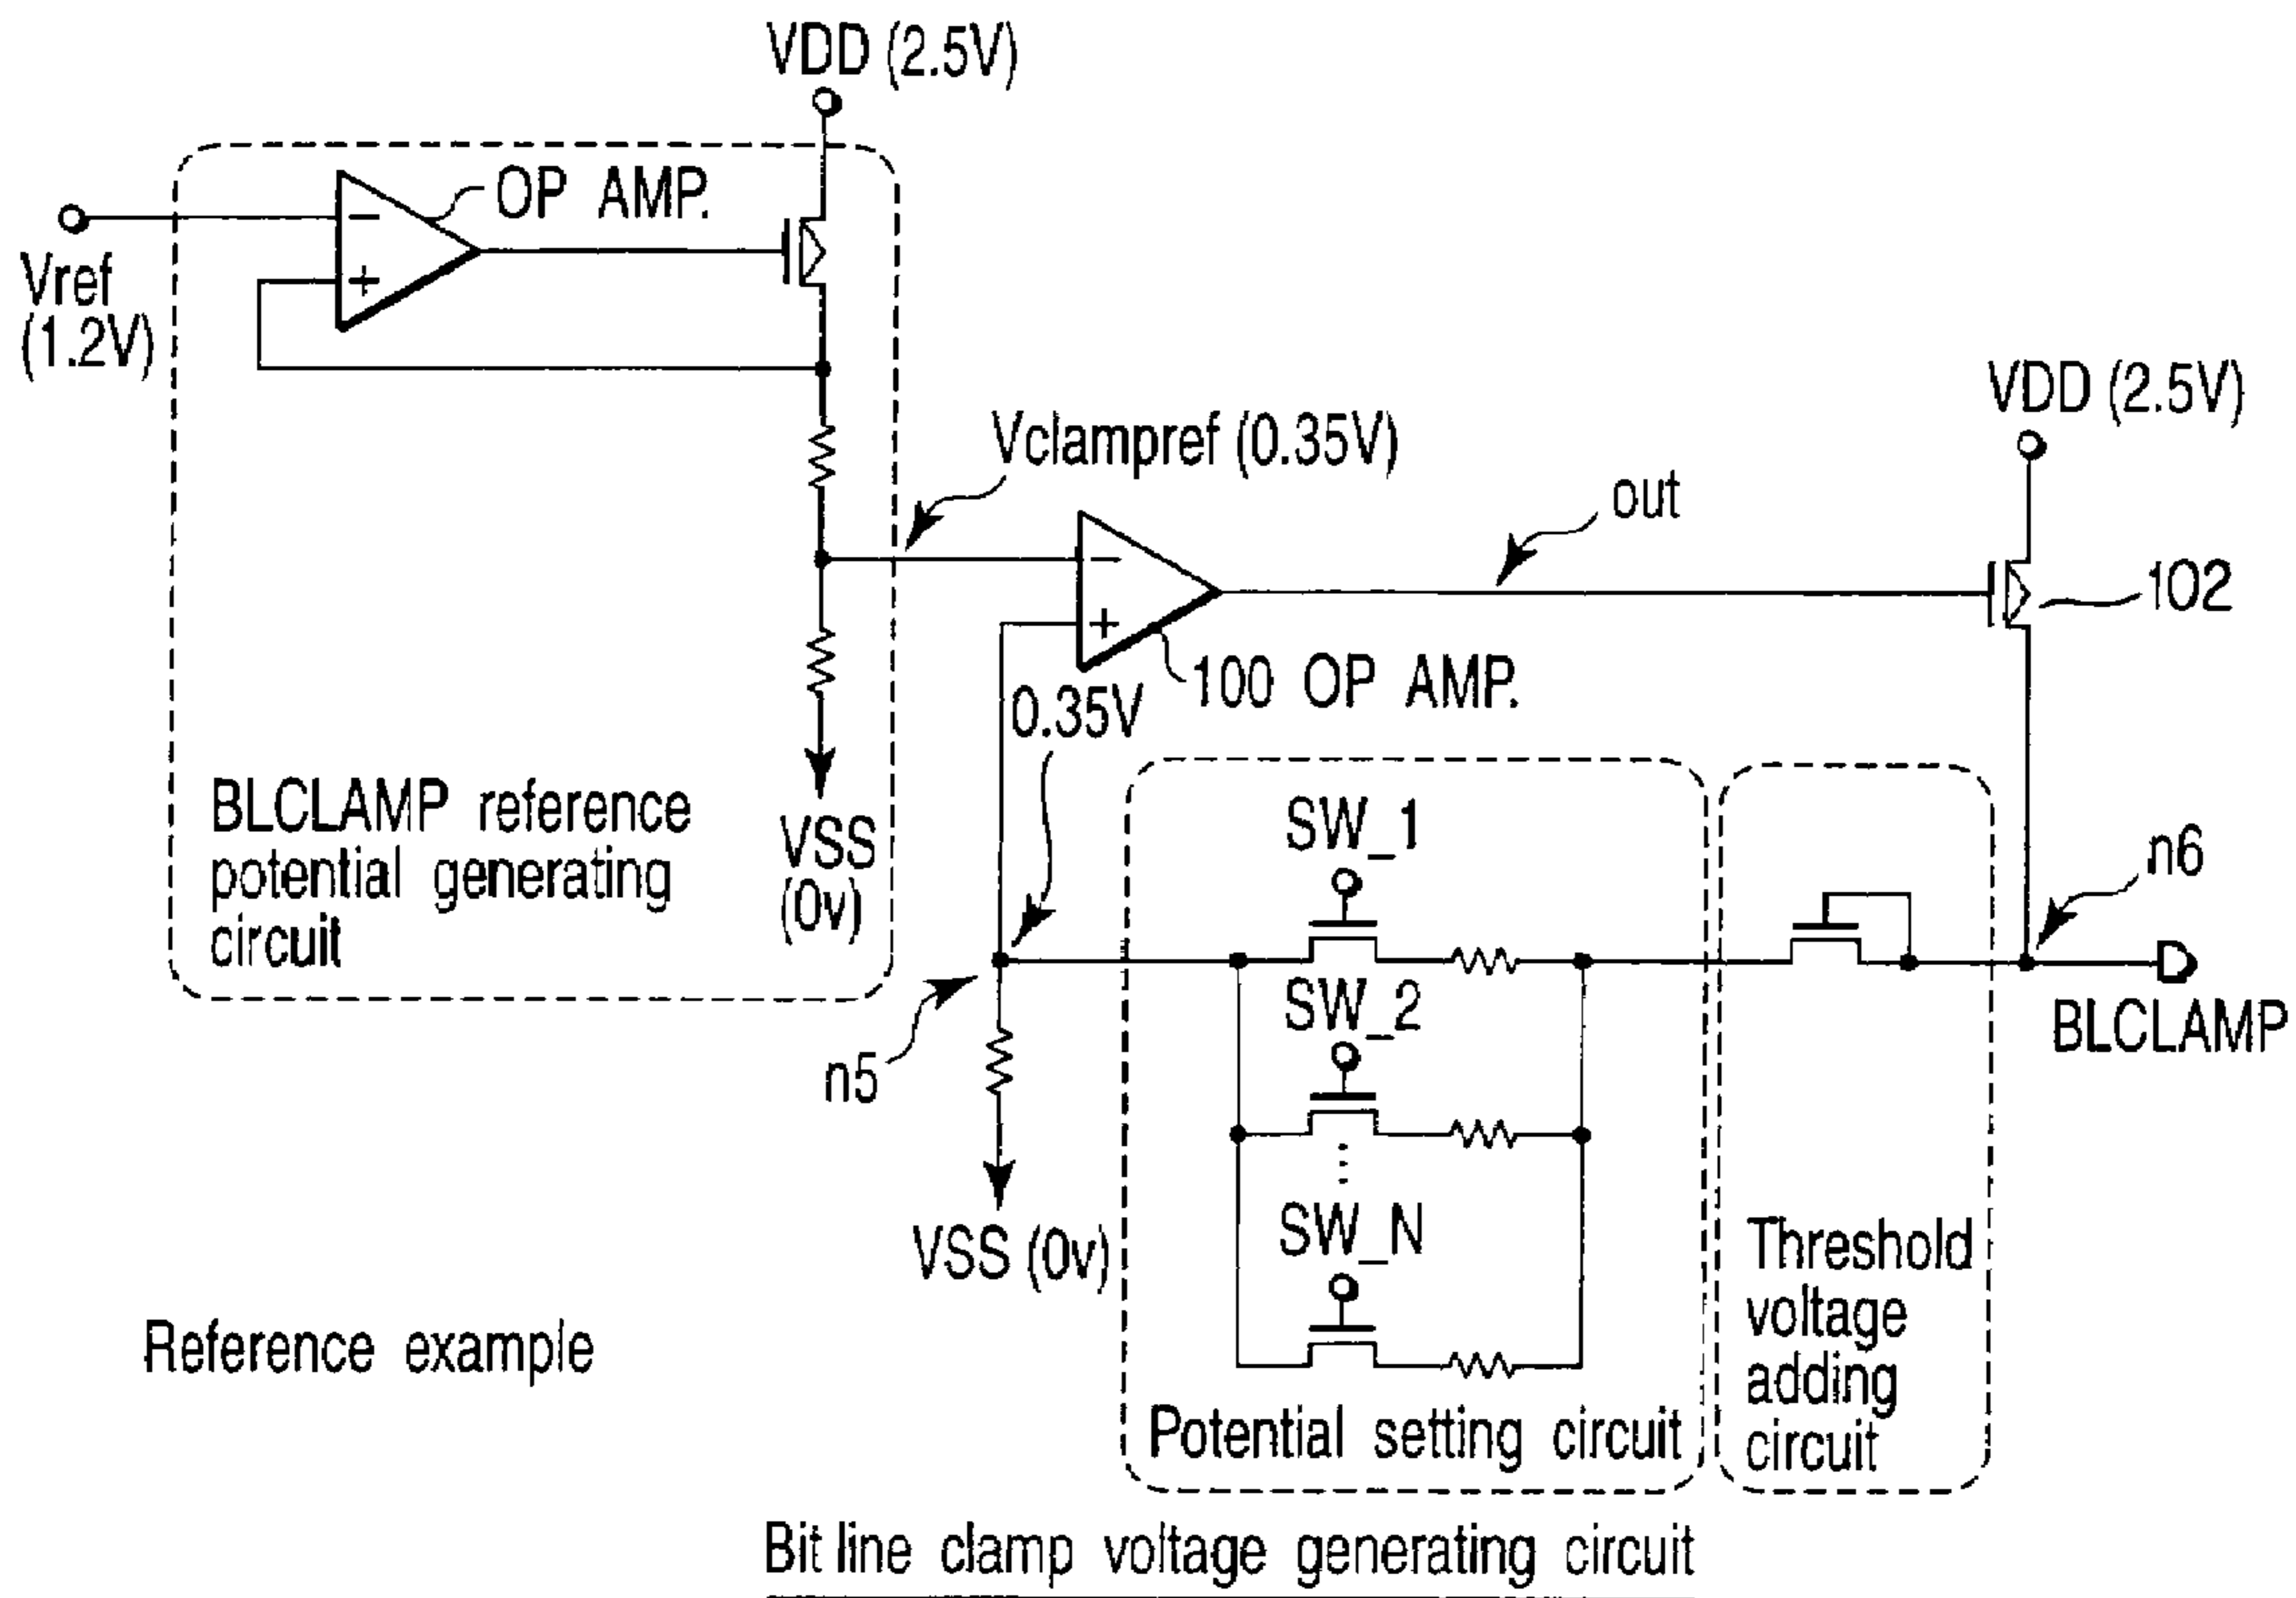 VDD (2.5V)
OP AMP.
−
+
Vref
(1.2V)
VDD (2.5V)
Vclampref (0.35V)
out
−
+
102
100 OP AMP.
0.35V
BLCLAMP reference
potential generating
circuit
VSS
(0v)
SW_1
n6
SW_2
BLCLAMP
n5
SW_N
VSS (0v)
Threshold
voltage
adding
circuit
Reference example
Potential setting circuit
Bit line clamp voltage generating circuit